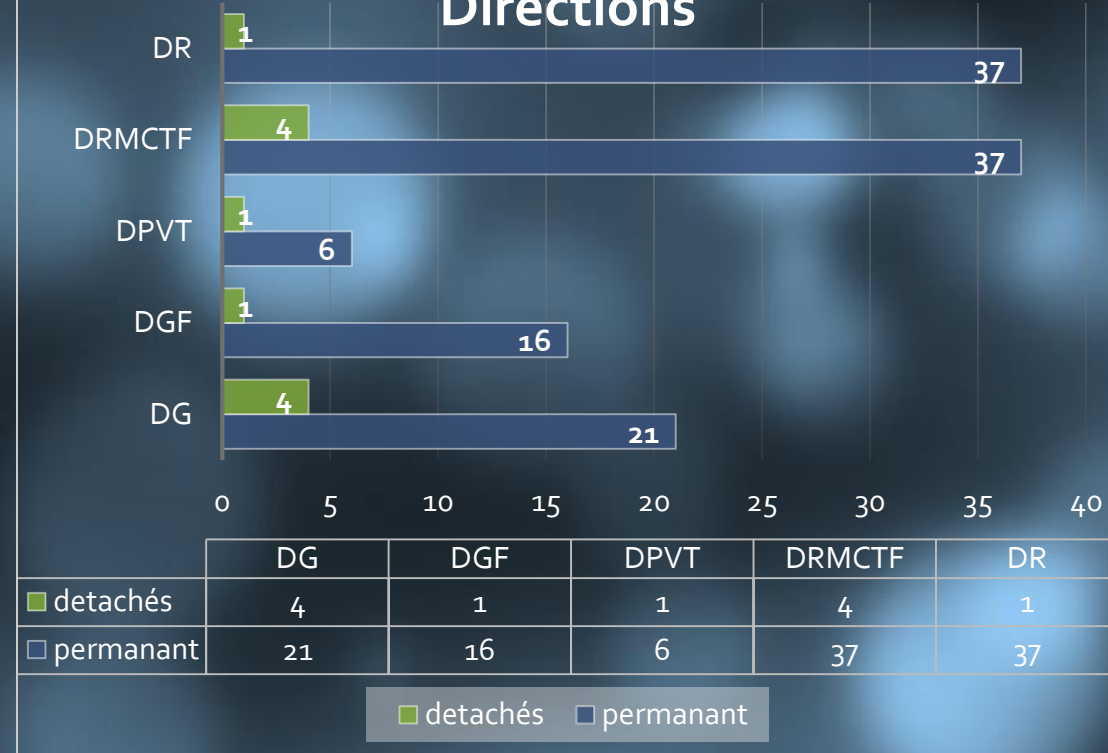 Directions
DR 1
37
DRMCTF 4
37
DPVT 1
6
DGF 1
16
DG 4
21
0 5 10 15 20 25 30 35 40
DG DGF DPVT DRMCTF DR
detachés 4 1 1 4 1
permanant 21 16 6 37 37
detachés permanant